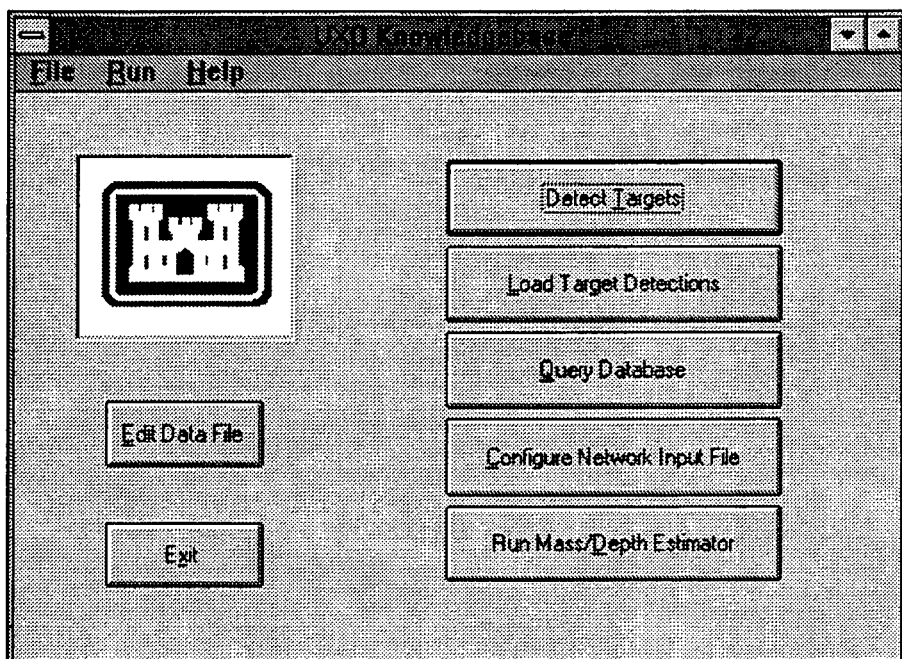 UXO Knowledgebase
File Run Help
Detect Targets
Load Target Detections
Query Database
Edit Data File
Configure Network Input File
Exit
Run Mass/Depth Estimator